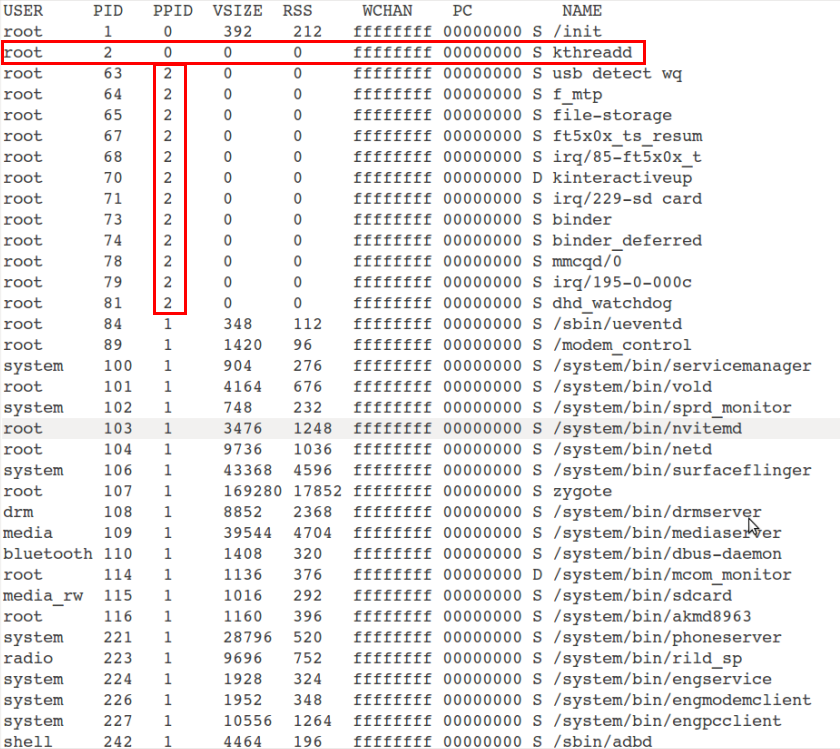 USER PID PPID VSIZE RSS WCHAN PC NAME
root 1 0 392 212 ffffffff 00000000 S /init
root 2 0 0 0 ffffffff 00000000 S kthreadd
root 63 2 0 0 ffffffff 00000000 S usb detect wq
root 64 2 0 0 ffffffff 00000000 S f_mtp
root 65 2 0 0 ffffffff 00000000 S file-storage
root 67 2 0 0 ffffffff 00000000 S ft5x0x_ts_resum
root 68 2 0 0 ffffffff 00000000 S irq/85-ft5x0x_t
root 70 2 0 0 ffffffff 00000000 D kinteractiveup
root 71 2 0 0 ffffffff 00000000 S irq/229-sd card
root 73 2 0 0 ffffffff 00000000 S binder
root 74 2 0 0 ffffffff 00000000 S binder_deferred
root 78 2 0 0 ffffffff 00000000 S mmcqd/0
root 79 2 0 0 ffffffff 00000000 S irq/195-0-000c
root 81 2 0 0 ffffffff 00000000 S dhd_watchdog
root 84 1 348 112 ffffffff 00000000 S /sbin/ueventd
root 89 1 1420 96 ffffffff 00000000 S /modem_control
system 100 1 904 276 ffffffff 00000000 S /system/bin/servicemanager
root 101 1 4164 676 ffffffff 00000000 S /system/bin/vold
system 102 1 748 232 ffffffff 00000000 S /system/bin/sprd_monitor
root 103 1 3476 1248 ffffffff 00000000 S /system/bin/nvitemd
root 104 1 9736 1036 ffffffff 00000000 S /system/bin/netd
system 106 1 43368 4596 ffffffff 00000000 S /system/bin/surfaceflinger
root 107 1 169280 17852 ffffffff 00000000 S zygote
drm 108 1 8852 2368 ffffffff 00000000 S /system/bin/drmserver
media 109 1 39544 4704 ffffffff 00000000 S /system/bin/mediaserver
bluetooth 110 1 1408 320 ffffffff 00000000 S /system/bin/dbus-daemon
root 114 1 1136 376 ffffffff 00000000 D /system/bin/mcom_monitor
media_rw 115 1 1016 292 ffffffff 00000000 S /system/bin/sdcard
root 116 1 1160 396 ffffffff 00000000 S /system/bin/akmd8963
system 221 1 28796 520 ffffffff 00000000 S /system/bin/phoneserver
radio 223 1 9696 752 ffffffff 00000000 S /system/bin/rild_sp
system 224 1 1928 324 ffffffff 00000000 S /system/bin/engservice
system 226 1 1952 348 ffffffff 00000000 S /system/bin/engmodemclient
system 227 1 10556 1264 ffffffff 00000000 S /system/bin/engpcclient
shell 242 1 4464 196 ffffffff 00000000 S /sbin/adbd